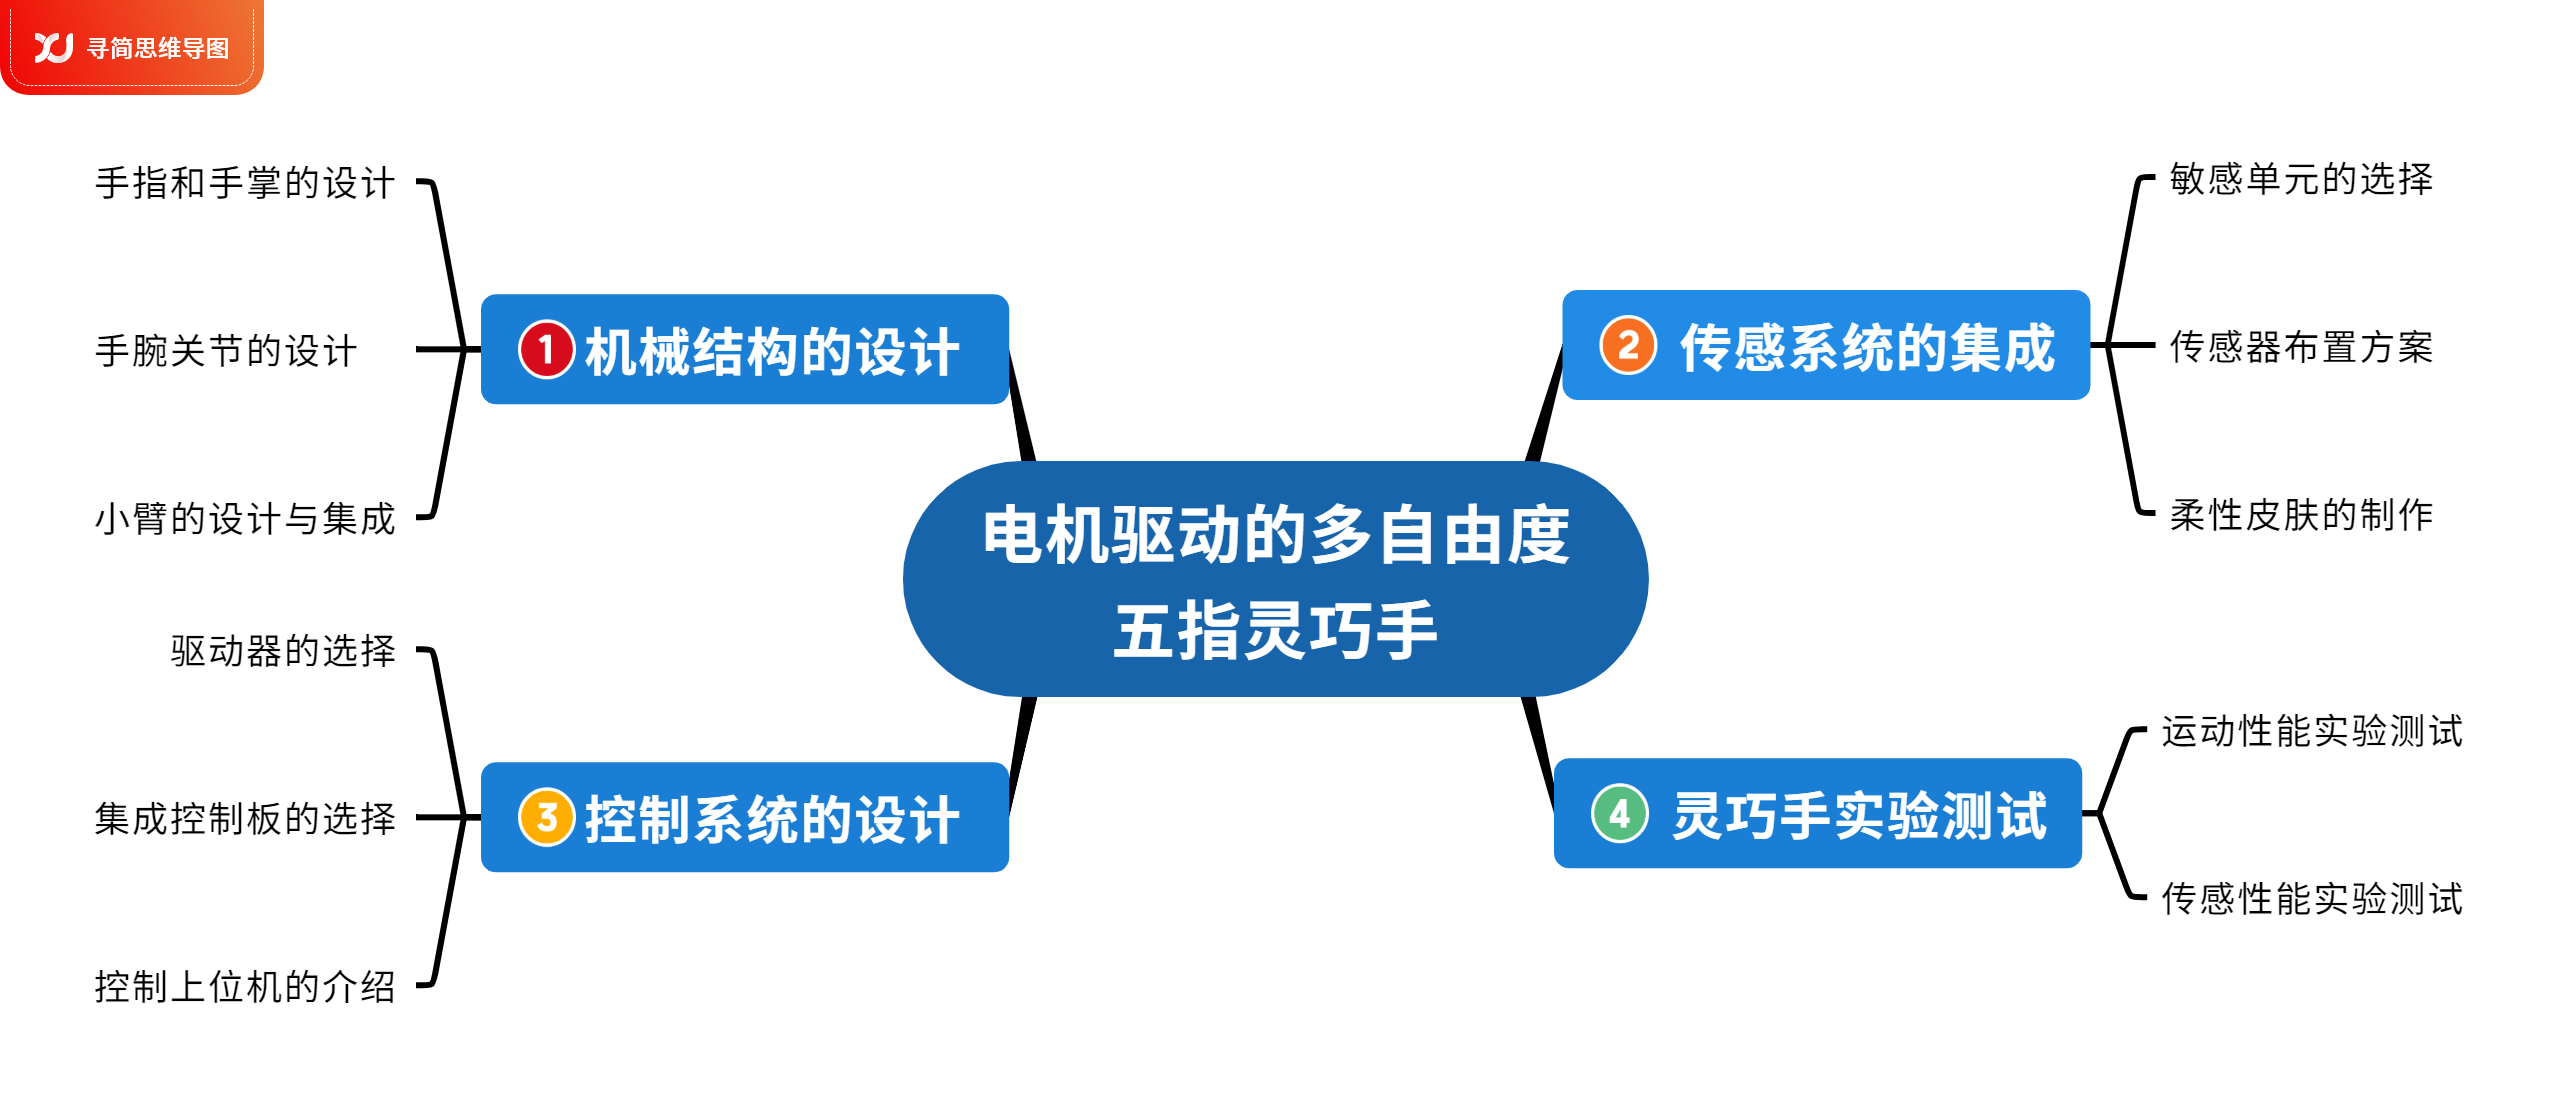 寻简思维导图
电机驱动的多自由度
五指灵巧手
1 机械结构的设计
手指和手掌的设计
手腕关节的设计
小臂的设计与集成
2 传感系统的集成
敏感单元的选择
传感器布置方案
柔性皮肤的制作
3 控制系统的设计
驱动器的选择
集成控制板的选择
控制上位机的介绍
4 灵巧手实验测试
运动性能实验测试
传感性能实验测试